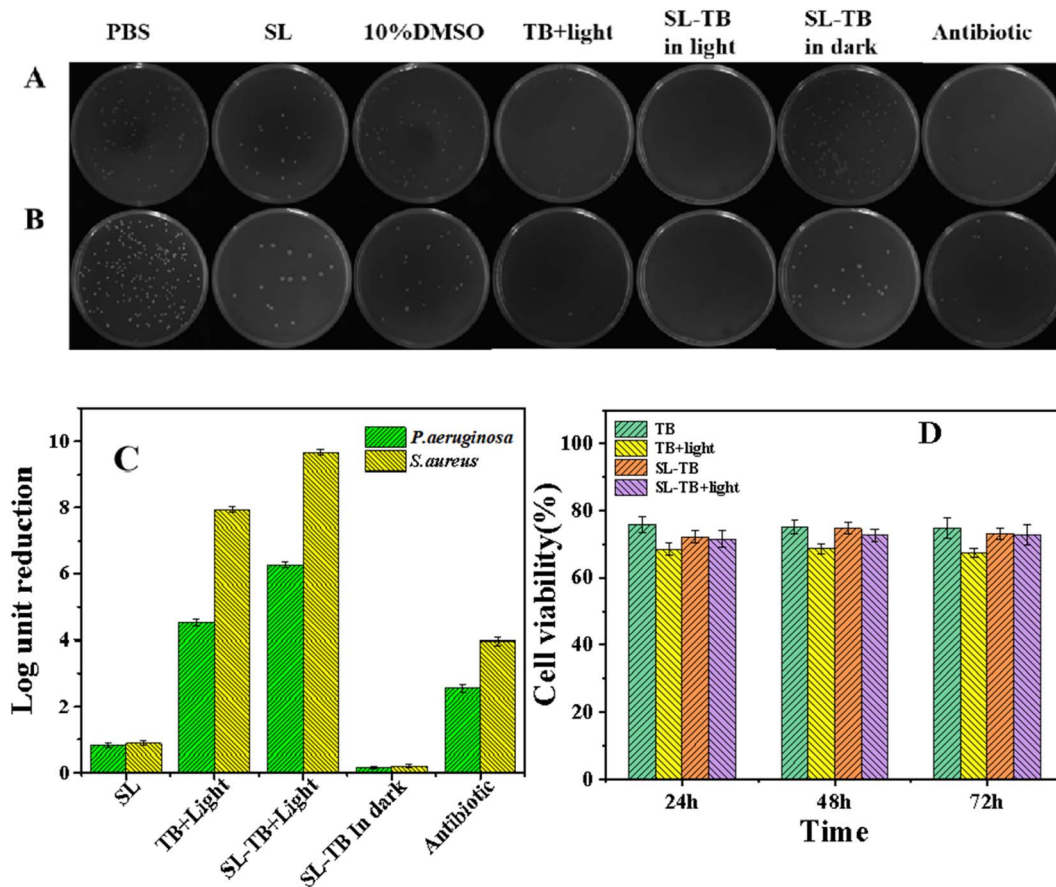 PBS SL 10%DMSO TB+light SL-TB in light SL-TB in dark Antibiotic
A
B
C
P.aeruginosa
S.aureus
Log unit reduction
10
8
6
4
2
0
SL TB+Light SL-TB+Light SL-TB In dark Antibiotic
D
TB
TB+light
SL-TB
SL-TB+light
Cell viability(%)
100
80
60
40
20
0
24h 48h 72h
Time